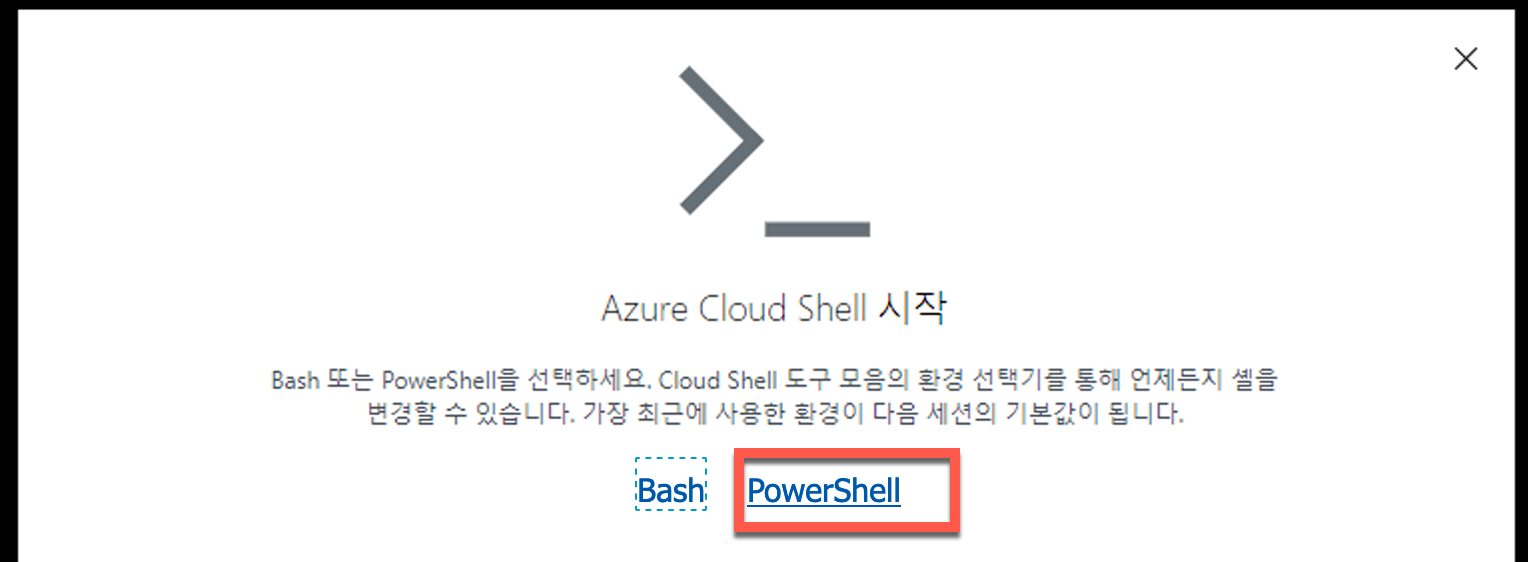 Azure Cloud Shell 시작
Bash 또는 PowerShell을 선택하세요. Cloud Shell 도구 모음의 환경 선택기를 통해 언제든지 셸을
변경할 수 있습니다. 가장 최근에 사용한 환경이 다음 세션의 기본값이 됩니다.
Bash PowerShell